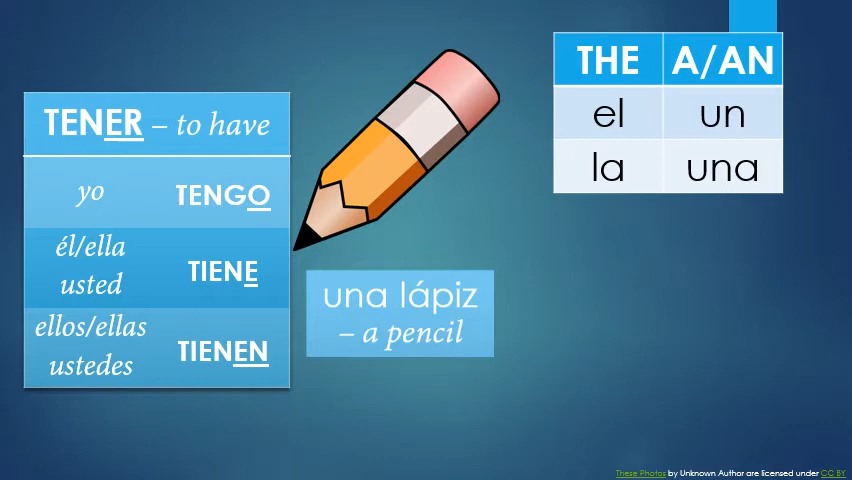 TENER – to have
yo TENGO
él/ella
usted
TIENE
ellos/ellas
ustedes
TIENEN
una lápiz
– a pencil
THE A/AN
el un
la una
These Photos by Unknown Author are licensed under CC BY